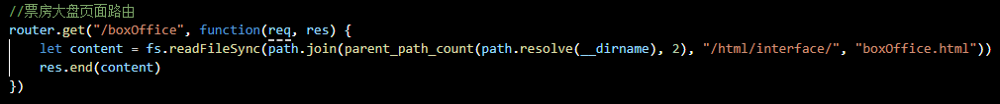 //票房大盘页面路由
router.get("/boxOffice", function(req, res) {
    let content = fs.readFileSync(path.join(parent_path_count(path.resolve(__dirname), 2), "/html/interface/", "boxOffice.html"))
    res.end(content)
})